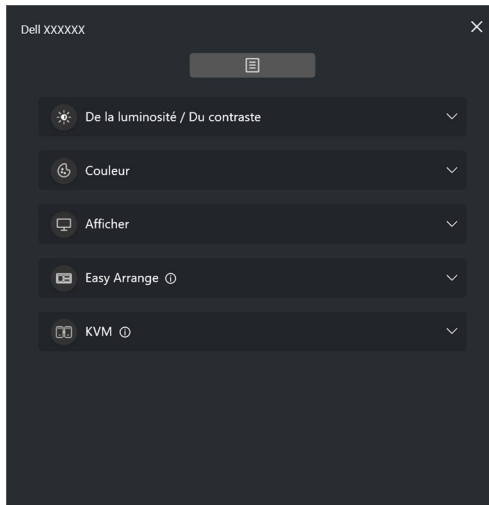 Dell XXXXXX
De la luminosité / Du contraste
Couleur
Afficher
Easy Arrange
KVM